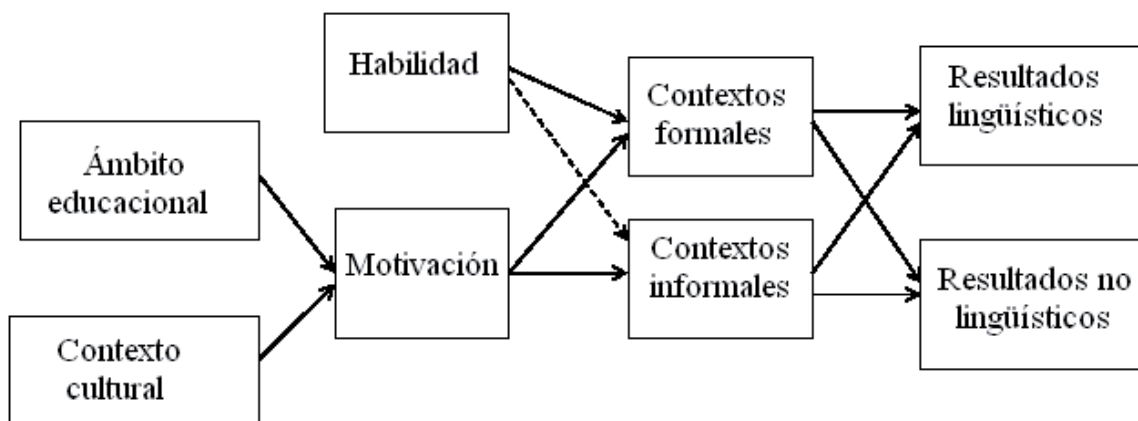 Habilidad
Ámbito
educacional
Contexto
cultural
Motivación
Contextos
formales
Contextos
informales
Resultados
lingüísticos
Resultados no
lingüísticos